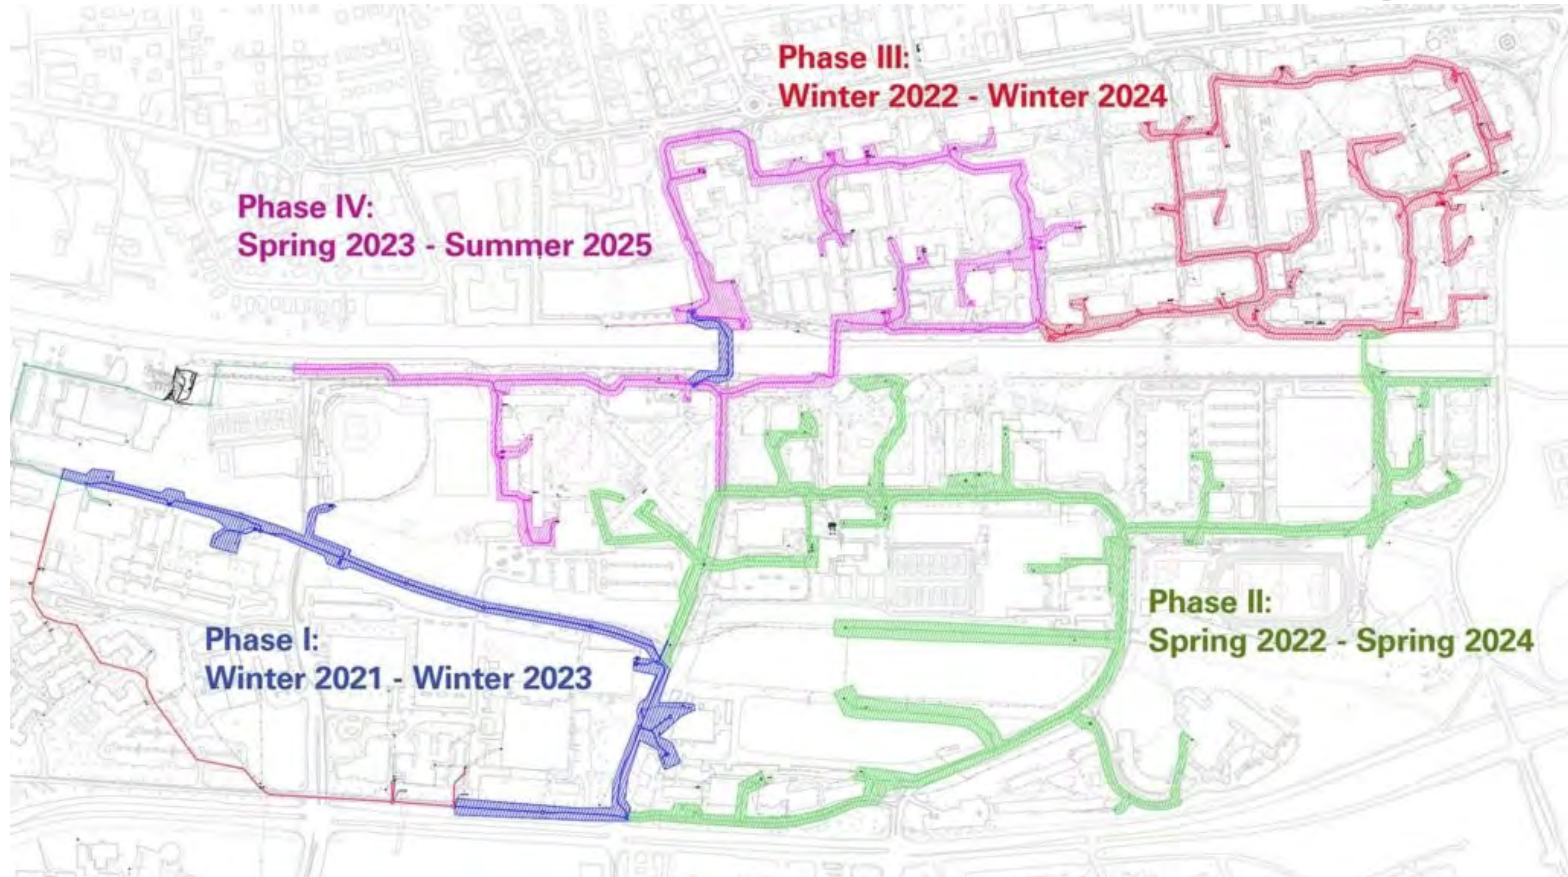 Phase III:
Winter 2022 - Winter 2024
Phase IV:
Spring 2023 - Summer 2025
Phase II:
Spring 2022 - Spring 2024
Phase I:
Winter 2021 - Winter 2023